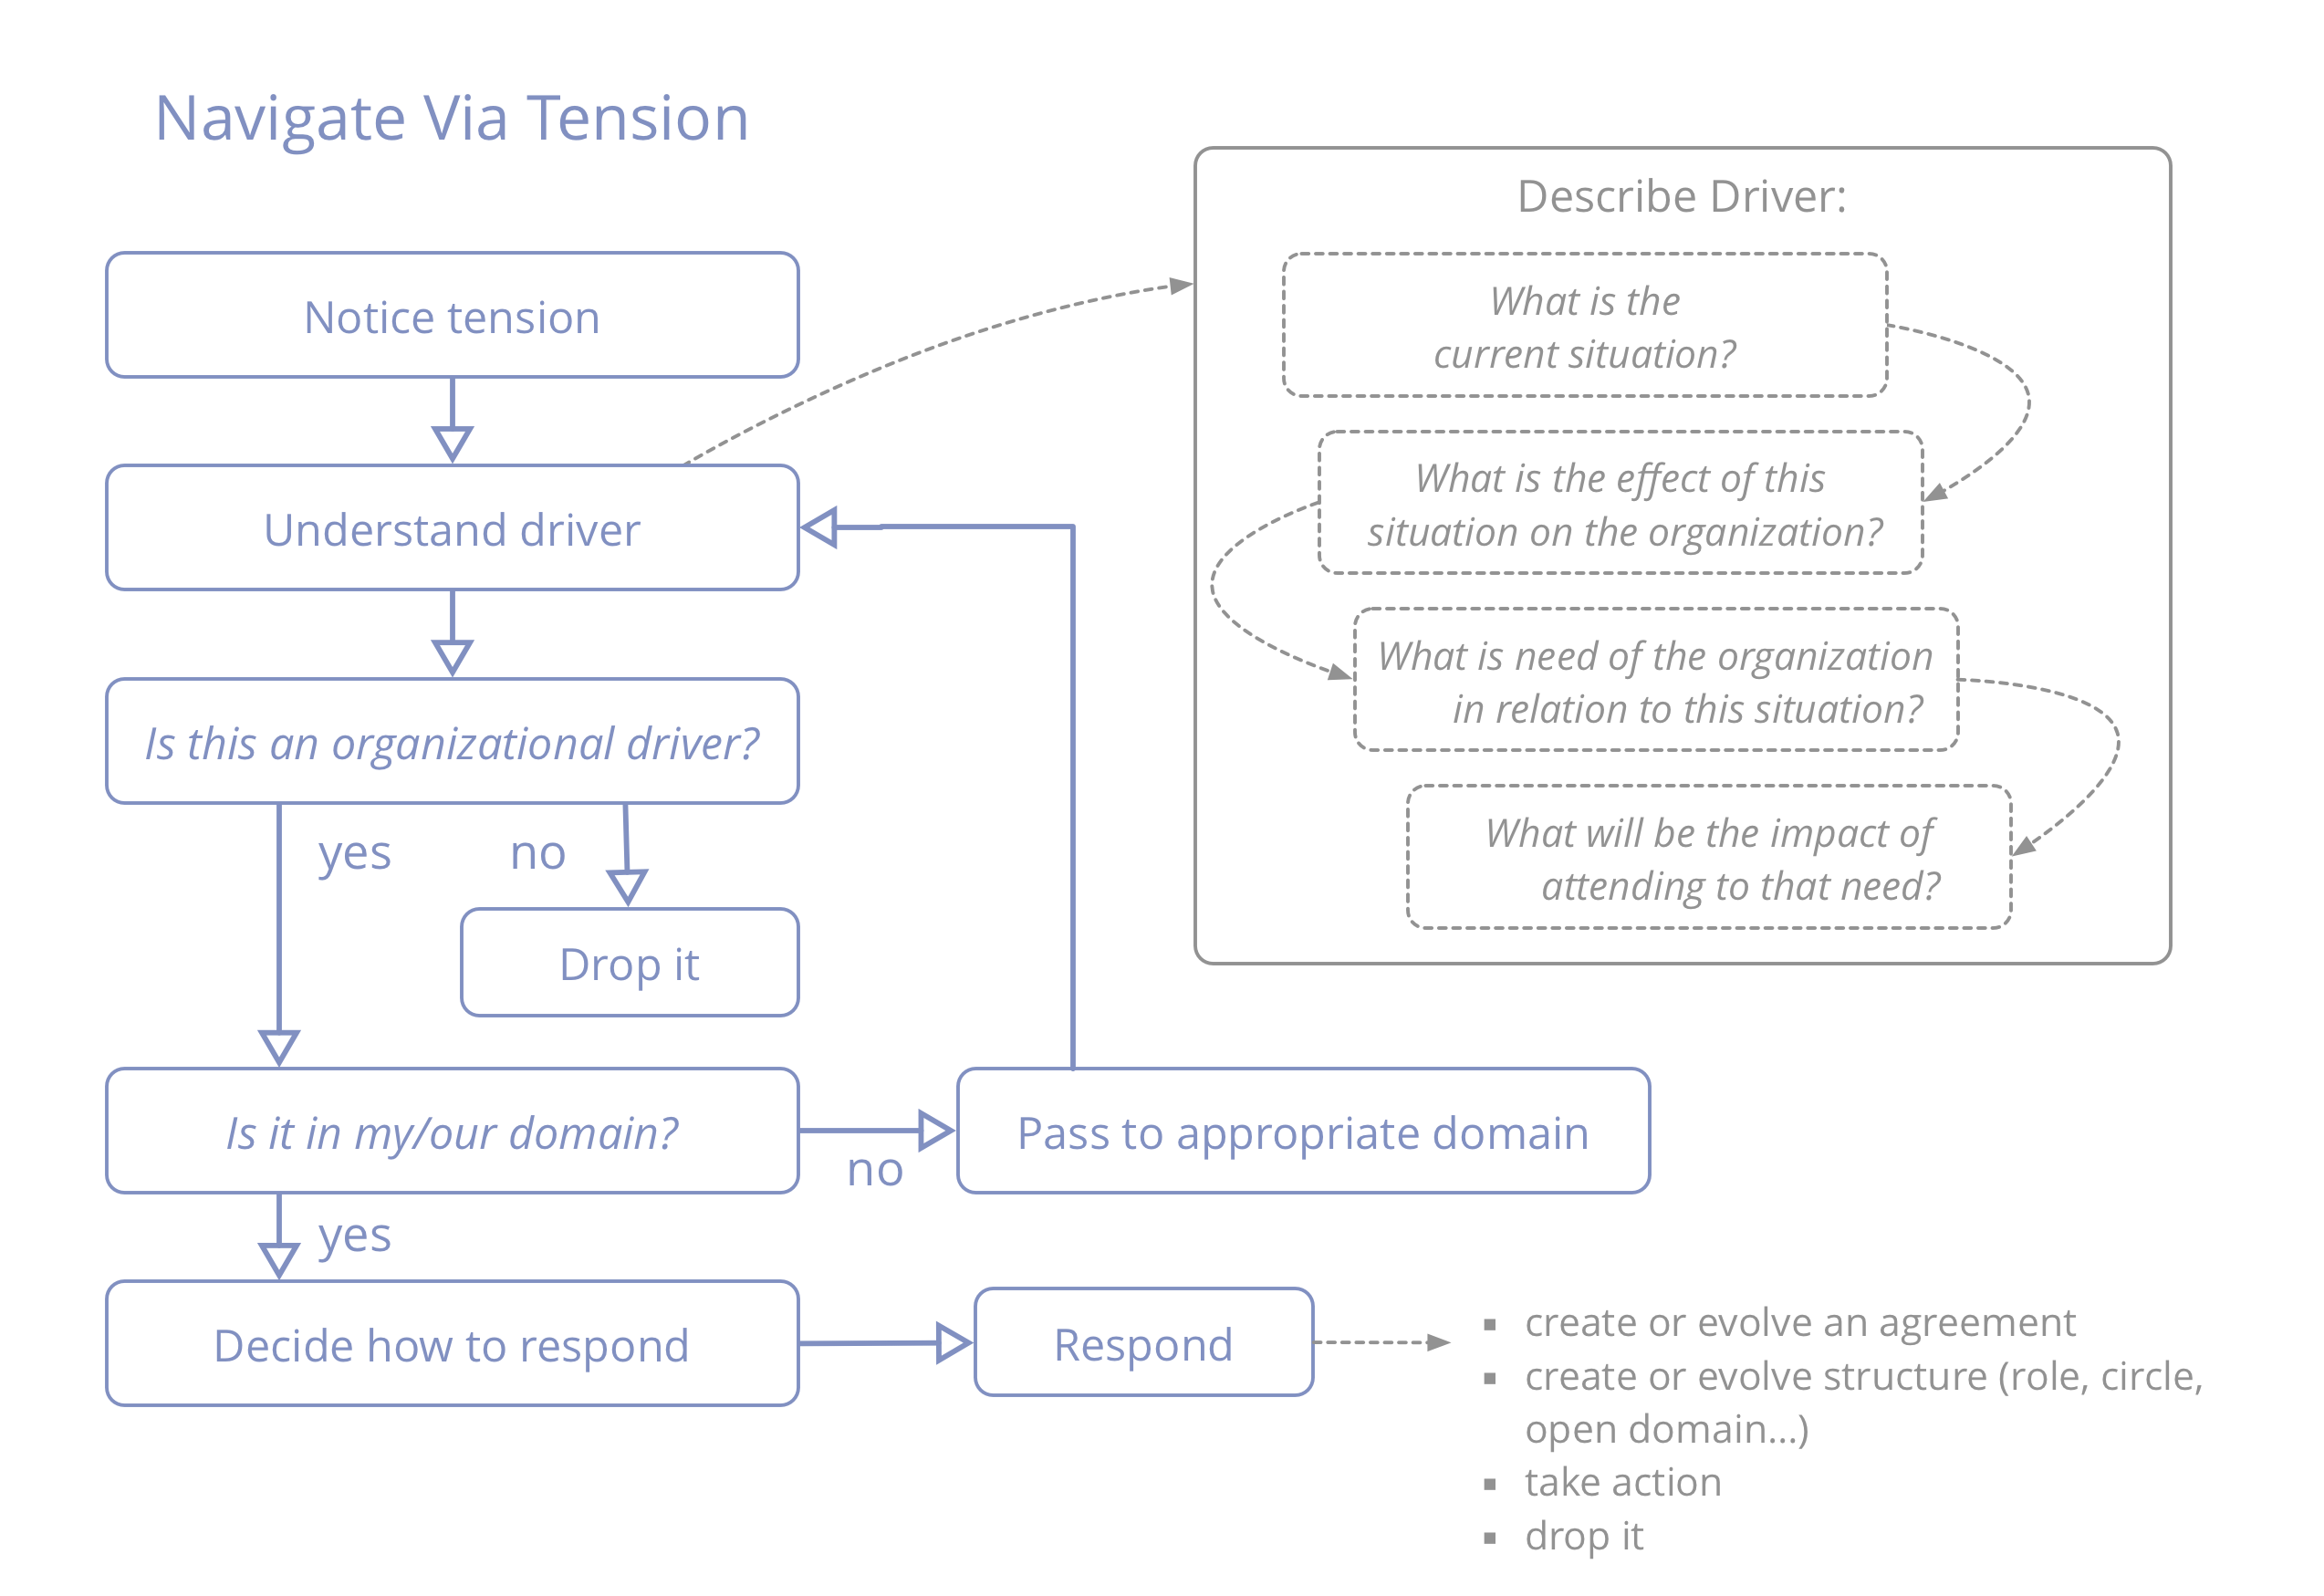 Navigate Via Tension
Notice tension
Understand driver
Is this an organizational driver?
yes
no
Drop it
Is it in my/our domain?
no
Pass to appropriate domain
yes
Decide how to respond
Respond
Describe Driver:
What is the
current situation?
What is the effect of this
situation on the organization?
What is need of the organization
in relation to this situation?
What will be the impact of
attending to that need?
▪ create or evolve an agreement
▪ create or evolve structure (role, circle,
open domain…)
▪ take action
▪ drop it